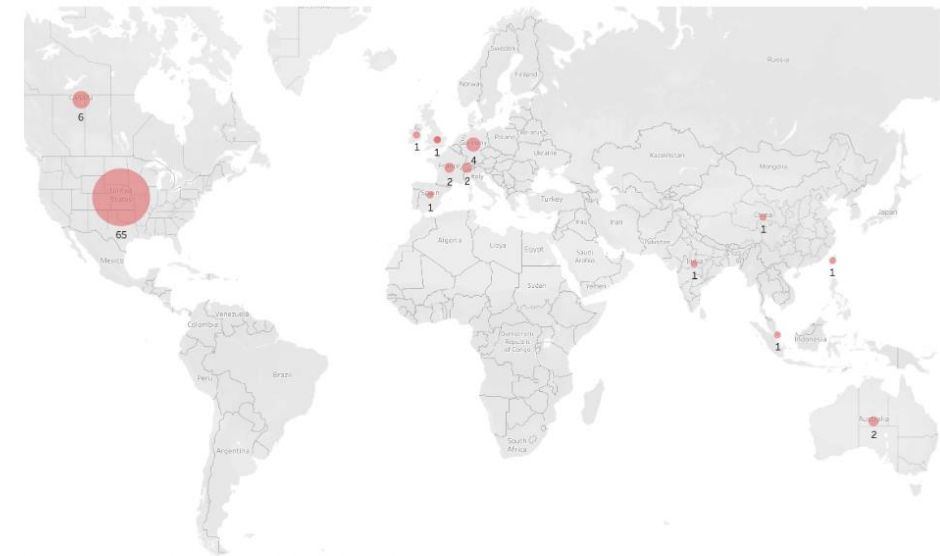 Sweden
Russia
Finland
Norway
Canada
6
1
1
Poland
Belarus
4
Ukraine
Kazakhstan
Mongolia
France
2
2
Italy
Spain
1
Turkey
United
States
65
China
1
Japan
Iraq
Iran
Pakistan
Algeria
Libya
Egypt
Saudi
Arabia
India
1
1
Mexico
Sudan
Yemen
Venezuela
Colombia
Democratic
Republic
of Congo
1
Indonesia
Peru
Brazil
Australia
2
South
Africa
Argentina